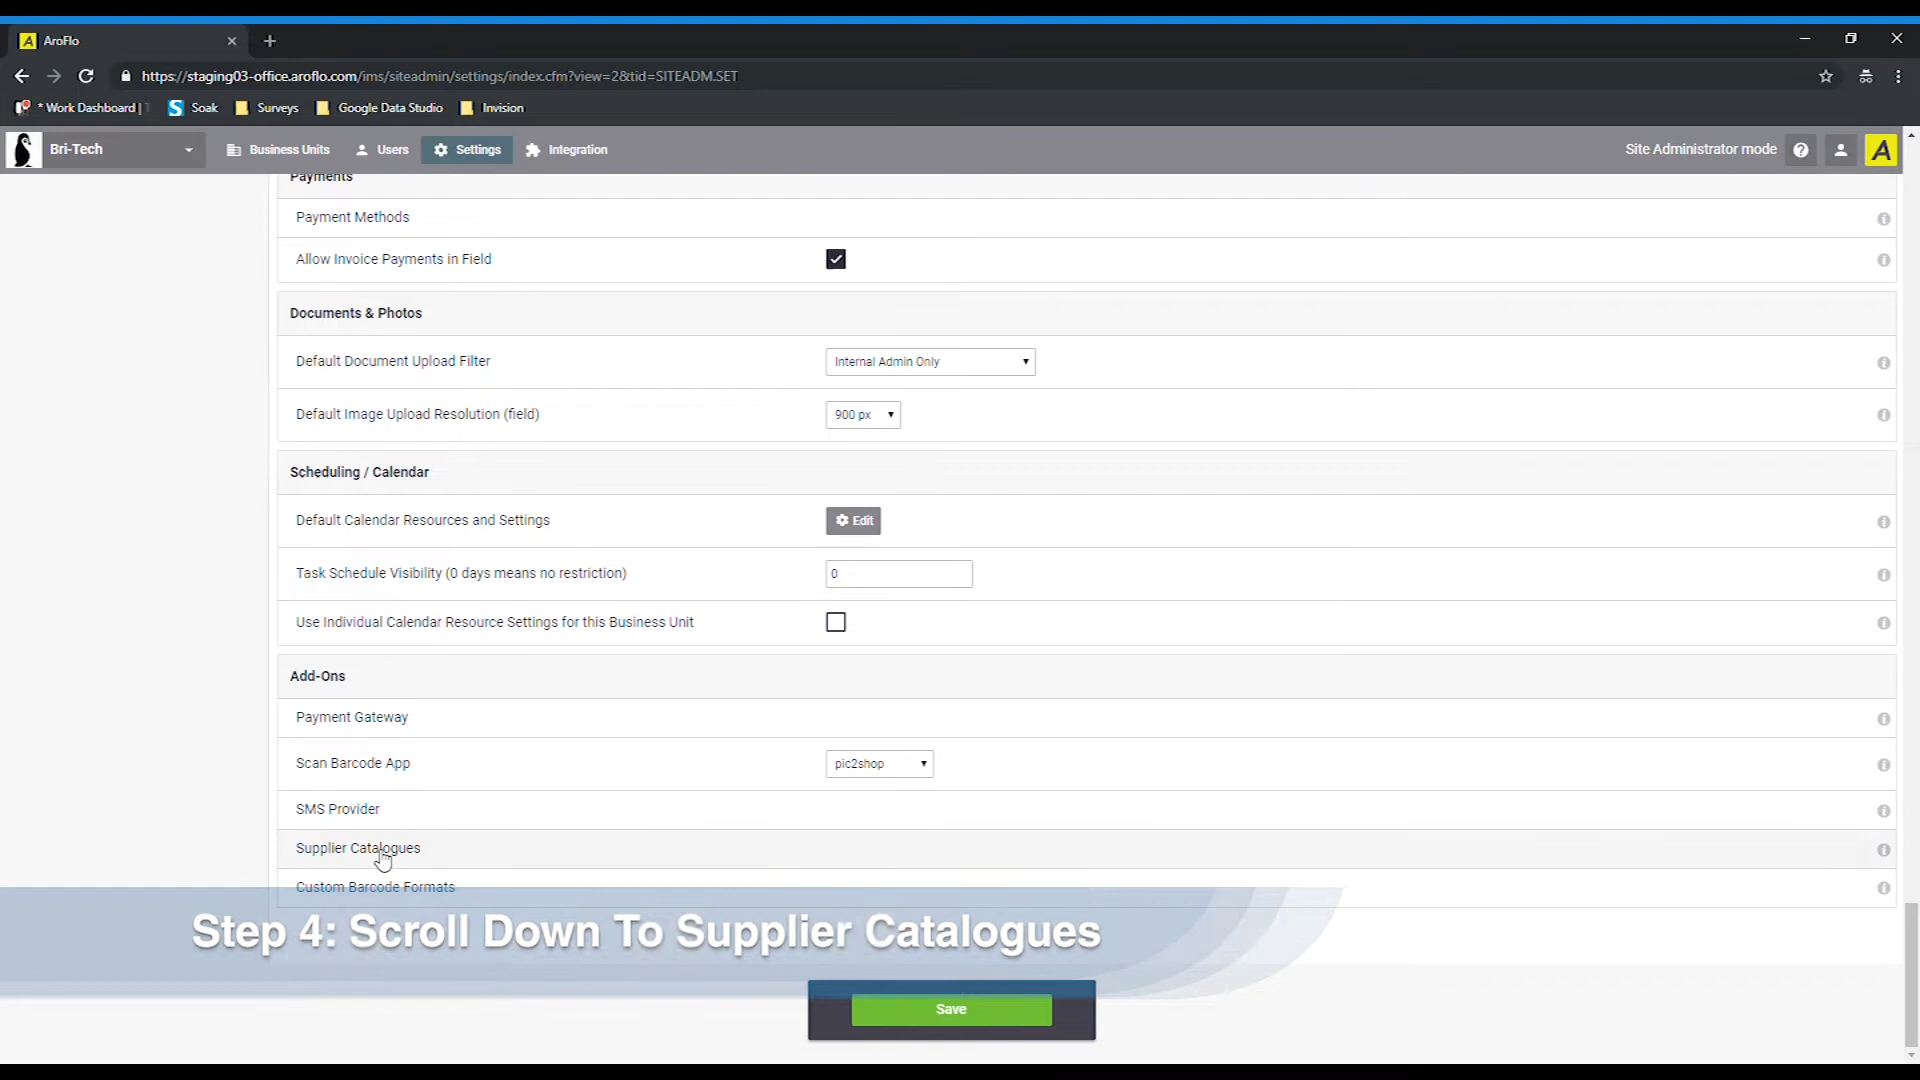 AroFlo
https://staging03-office.aroflo.com/ims/siteadmin/settings/index.cfm?view=2&tid=SITEADM.SET
* Work Dashboard |
Soak
Surveys
Google Data Studio
Invision
Bri-Tech
Business Units
Users
Settings
Integration
Site Administrator mode
Payments
Payment Methods
Allow Invoice Payments in Field
Documents & Photos
Default Document Upload Filter
Internal Admin Only
Default Image Upload Resolution (field)
900 px
Scheduling / Calendar
Default Calendar Resources and Settings
Edit
Task Schedule Visibility (0 days means no restriction)
0
Use Individual Calendar Resource Settings for this Business Unit
Add-Ons
Payment Gateway
Scan Barcode App
pic2shop
SMS Provider
Supplier Catalogues
Custom Barcode Formats
Step 4: Scroll Down To Supplier Catalogues
Save